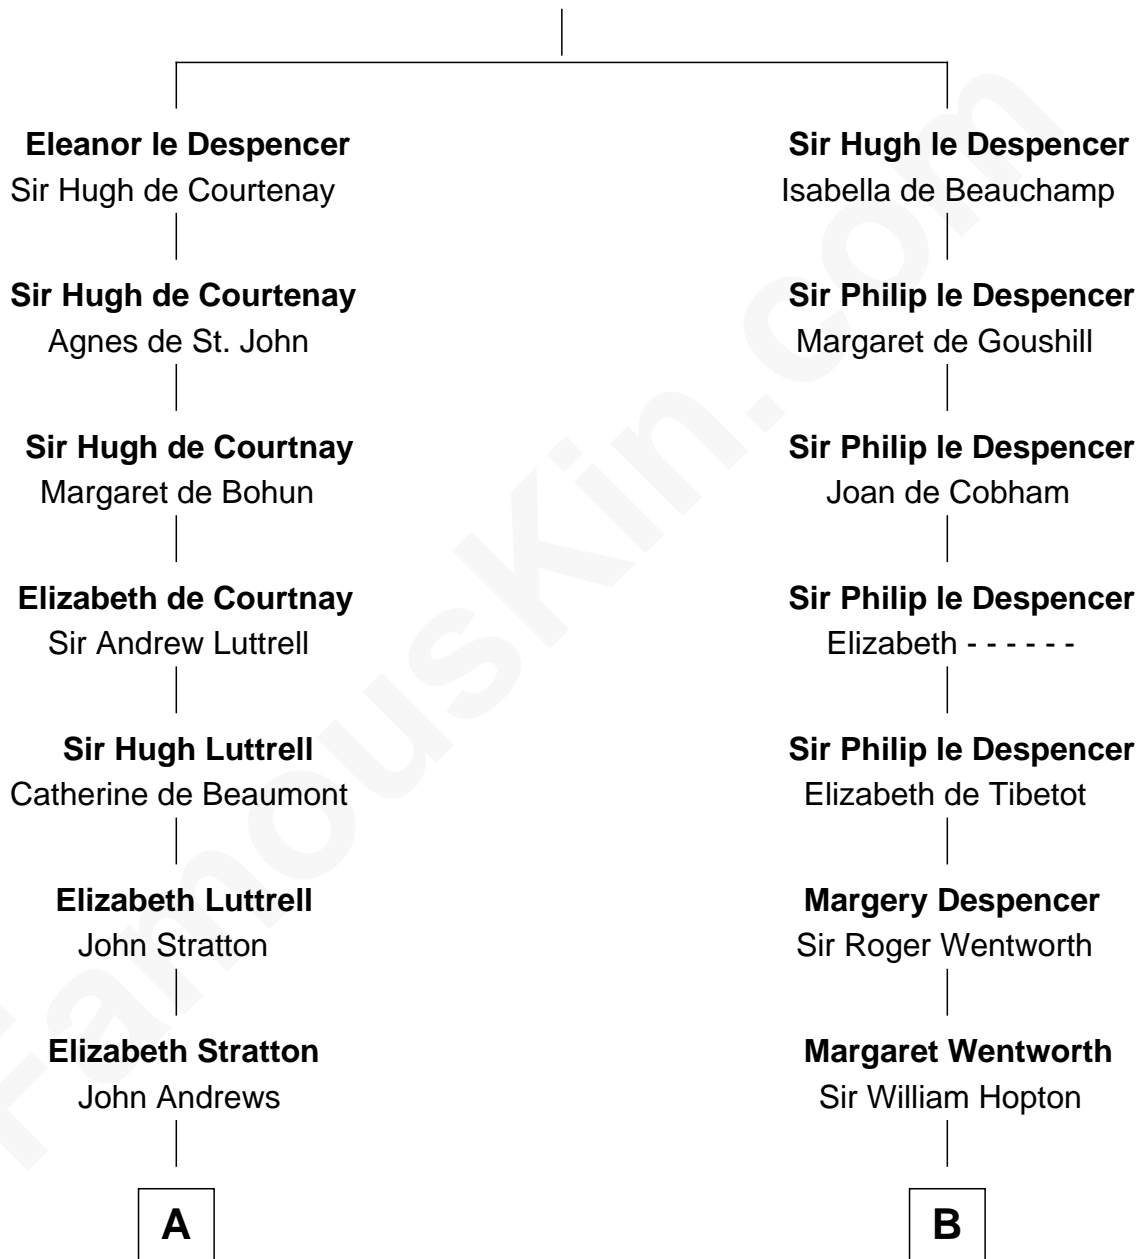 Eleanor le Despencer
Sir Hugh de Courtenay
Sir Hugh de Courtenay
Agnes de St. John
Sir Hugh de Courtnay
Margaret de Bohun
Elizabeth de Courtnay
Sir Andrew Luttrell
Sir Hugh Luttrell
Catherine de Beaumont
Elizabeth Luttrell
John Stratton
Elizabeth Stratton
John Andrews
A
Sir Hugh le Despencer
Isabella de Beauchamp
Sir Philip le Despencer
Margaret de Goushill
Sir Philip le Despencer
Joan de Cobham
Sir Philip le Despencer
Elizabeth - - - - - -
Sir Philip le Despencer
Elizabeth de Tibetot
Margery Despencer
Sir Roger Wentworth
Margaret Wentworth
Sir William Hopton
B
FamousKin.com